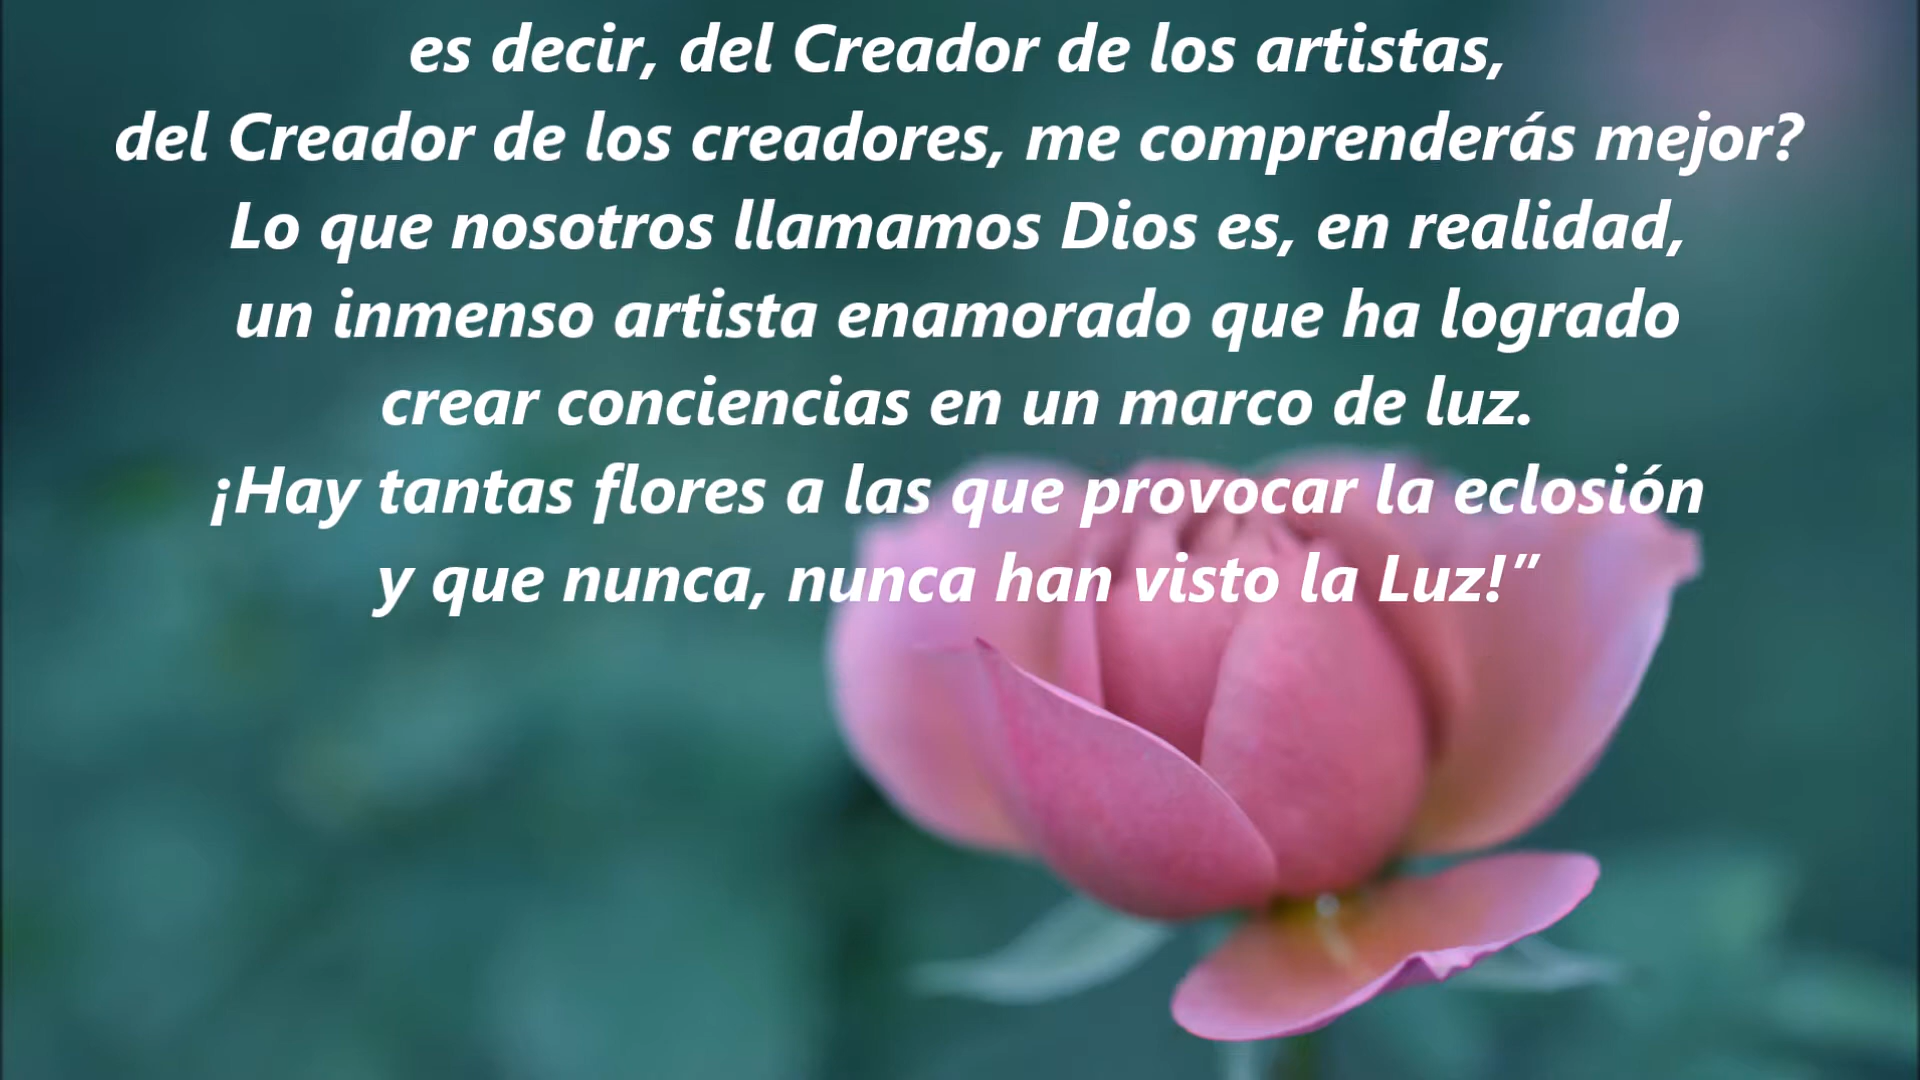 es decir, del Creador de los artistas,
del Creador de los creadores, me comprenderás mejor?
Lo que nosotros llamamos Dios es, en realidad,
un inmenso artista enamorado que ha logrado
crear conciencias en un marco de luz.
¡Hay tantas flores a las que provocar la eclosión
y que nunca, nunca han visto la Luz!”